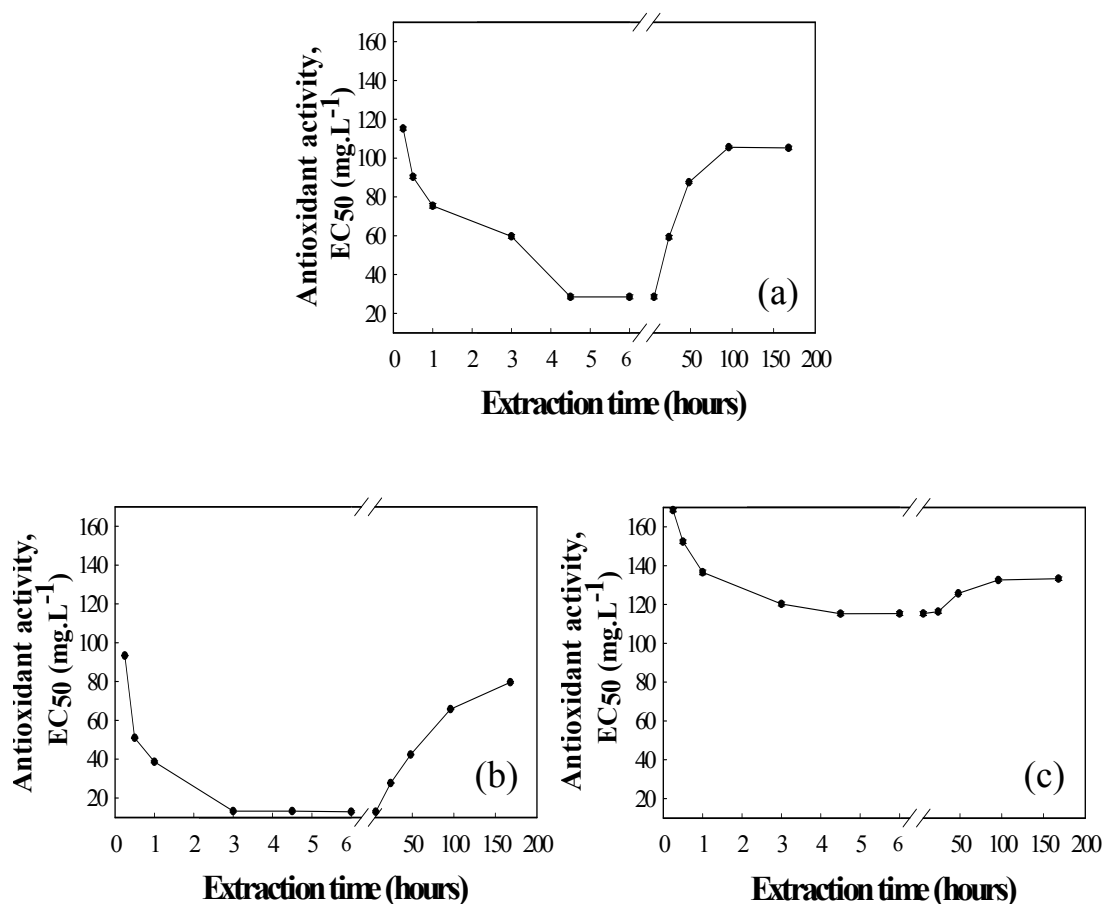 160
140
120
100
80
60
40
20
Antioxidant activity,
EC50 (mg.L-1)
(a)
0 1 2 3 4 5 6 50 100 150 200
Extraction time (hours)
160
140
120
100
80
60
40
20
Antioxidant activity,
EC50 (mg.L-1)
(b)
0 1 2 3 4 5 6 50 100 150 200
Extraction time (hours)
160
140
120
100
80
60
40
20
Antioxidant activity,
EC50 (mg.L-1)
(c)
0 1 2 3 4 5 6 50 100 150 200
Extraction time (hours)